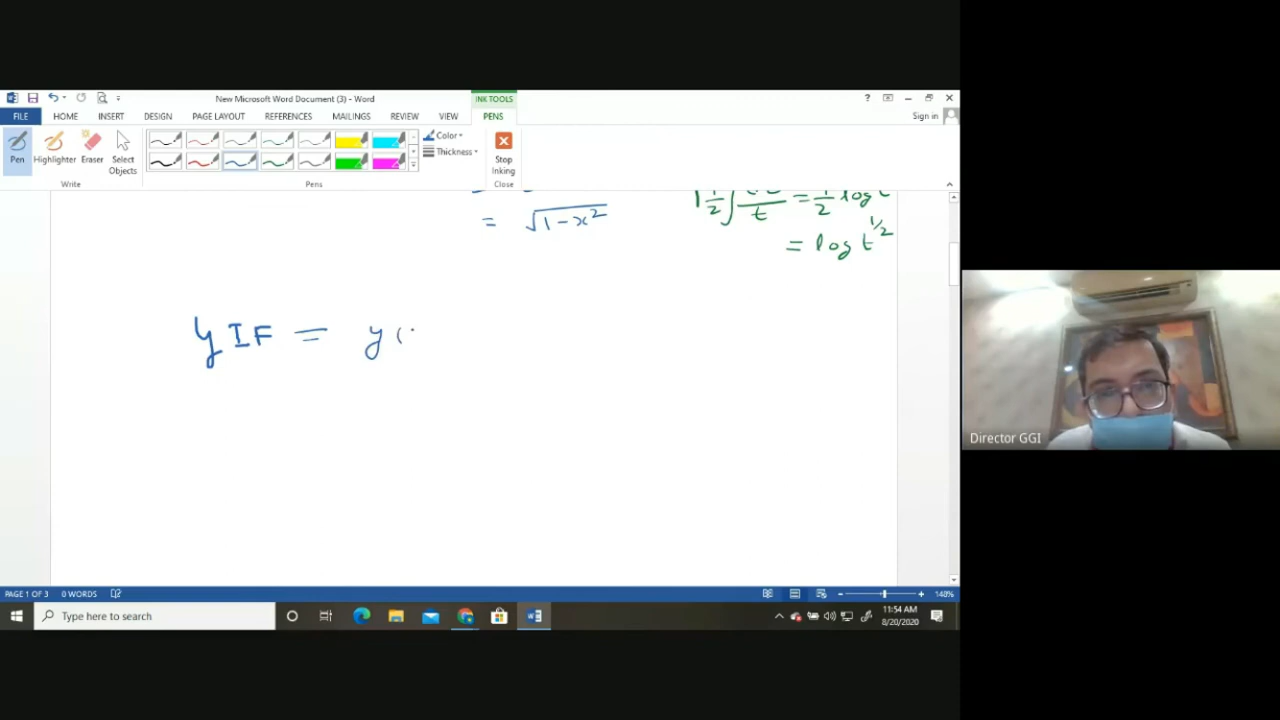 New Microsoft Word Document (3) - Word
INK TOOLS
FILE HOME INSERT DESIGN PAGE LAYOUT REFERENCES MAILINGS REVIEW VIEW PENS
Sign in
Pen Highlighter Eraser Select Objects
Color
Thickness
Stop Inking
Write Pens Close
= √1-x²
1/2 ∫ /t = 1/2 log t
= log t^1/2
y IF = y (
Director GGI
PAGE 1 OF 3 0 WORDS
148%
Type here to search
11:54 AM
8/20/2020